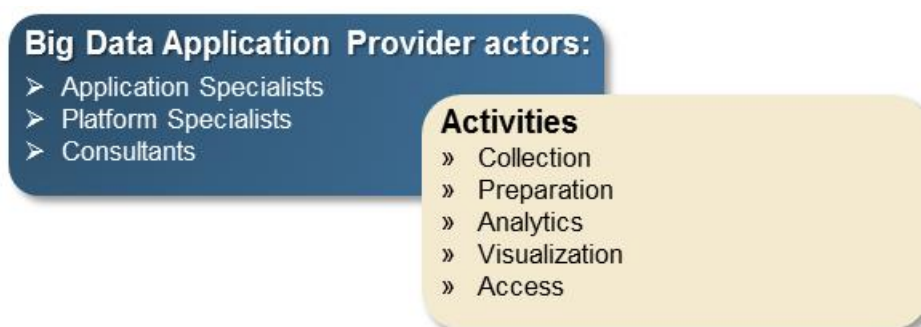 Big Data Application Provider actors:
➢ Application Specialists
➢ Platform Specialists
➢ Consultants
Activities
» Collection
» Preparation
» Analytics
» Visualization
» Access